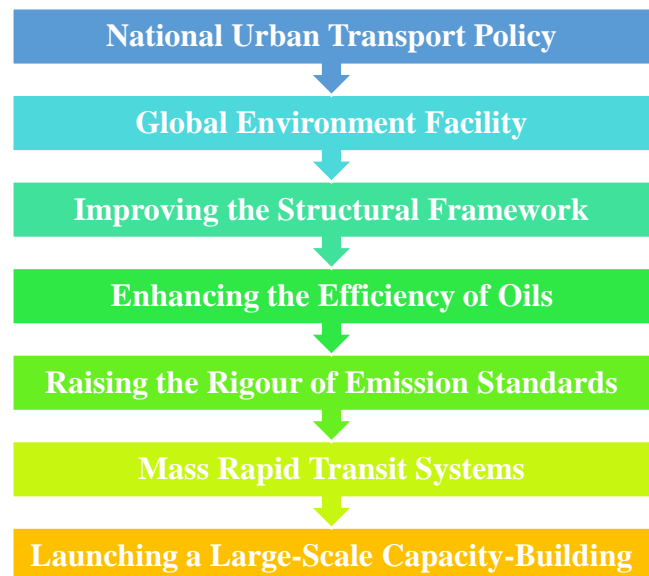 National Urban Transport Policy
Global Environment Facility
Improving the Structural Framework
Enhancing the Efficiency of Oils
Raising the Rigour of Emission Standards
Mass Rapid Transit Systems
Launching a Large-Scale Capacity-Building